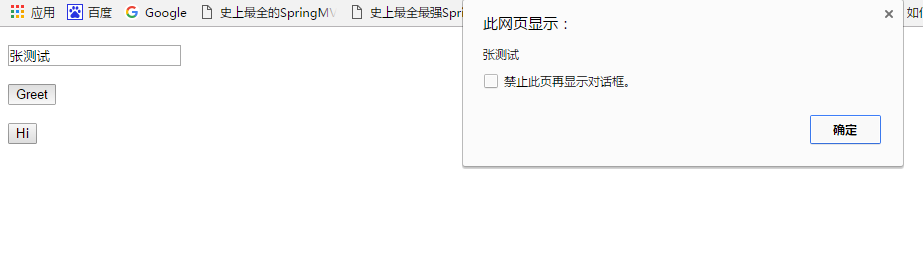 应用 百度 Google 史上最全的SpringMV 史上最全最强Spri 如
张测试
Greet
Hi
此网页显示：
张测试
禁止此页再显示对话框。
确定